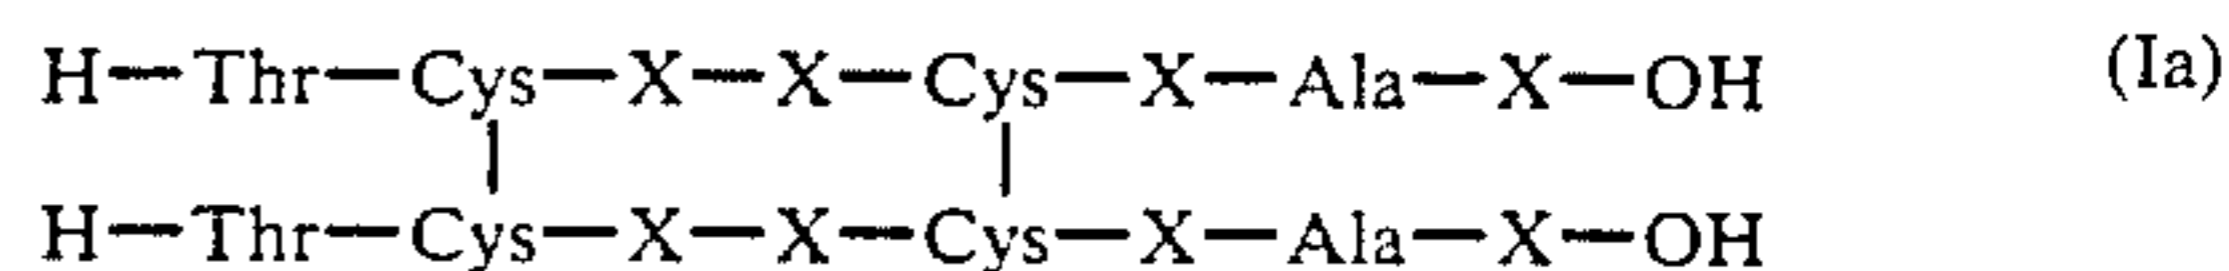 H—Thr—Cys—X—X—Cys—X—Ala—X—OH (Ia)
H—Thr—Cys—X—X—Cys—X—Ala—X—OH